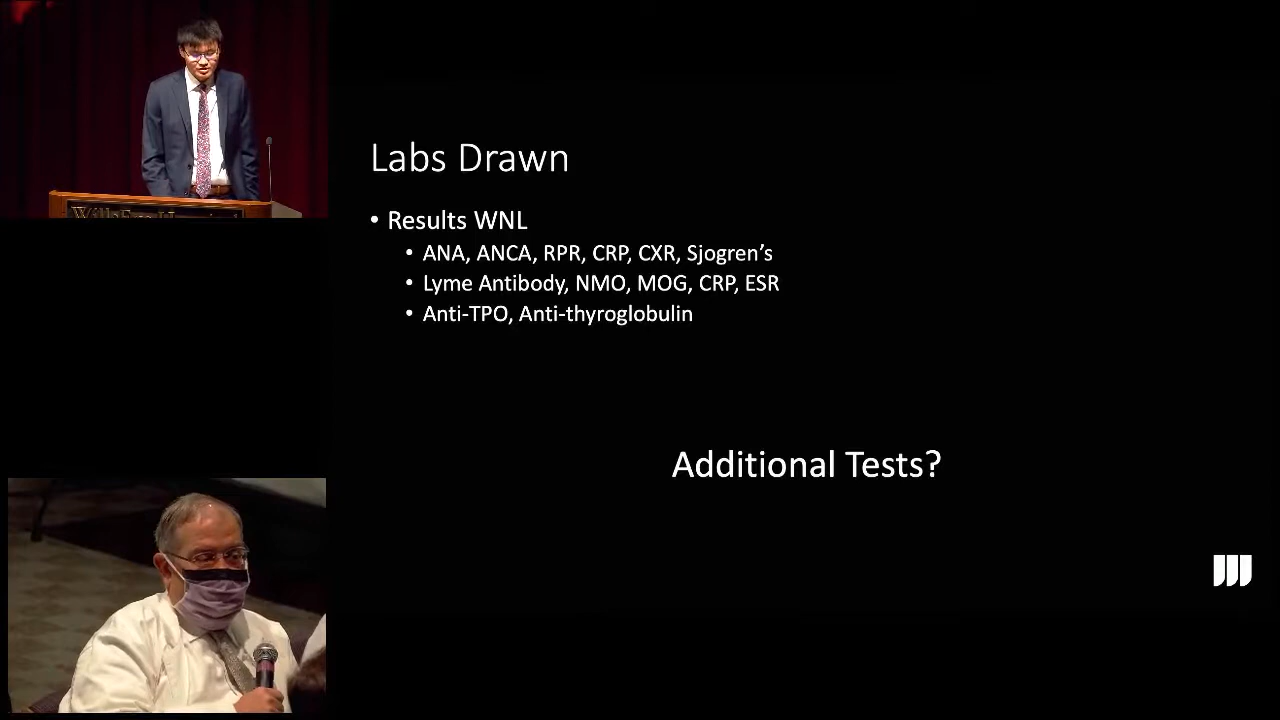 Labs Drawn
• Results WNL
• ANA, ANCA, RPR, CRP, CXR, Sjogren’s
• Lyme Antibody, NMO, MOG, CRP, ESR
• Anti-TPO, Anti-thyroglobulin
Additional Tests?